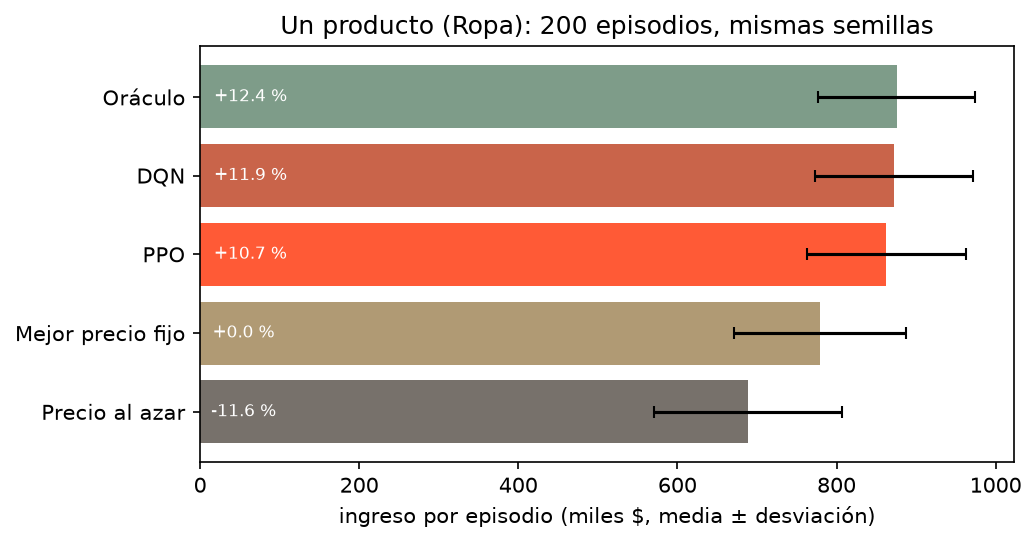 Un producto (Ropa): 200 episodios, mismas semillas
Oráculo
+12.4 %
DQN
+11.9 %
PPO
+10.7 %
Mejor precio fijo
+0.0 %
Precio al azar
-11.6 %
0 200 400 600 800 1000
ingreso por episodio (miles $, media ± desviación)